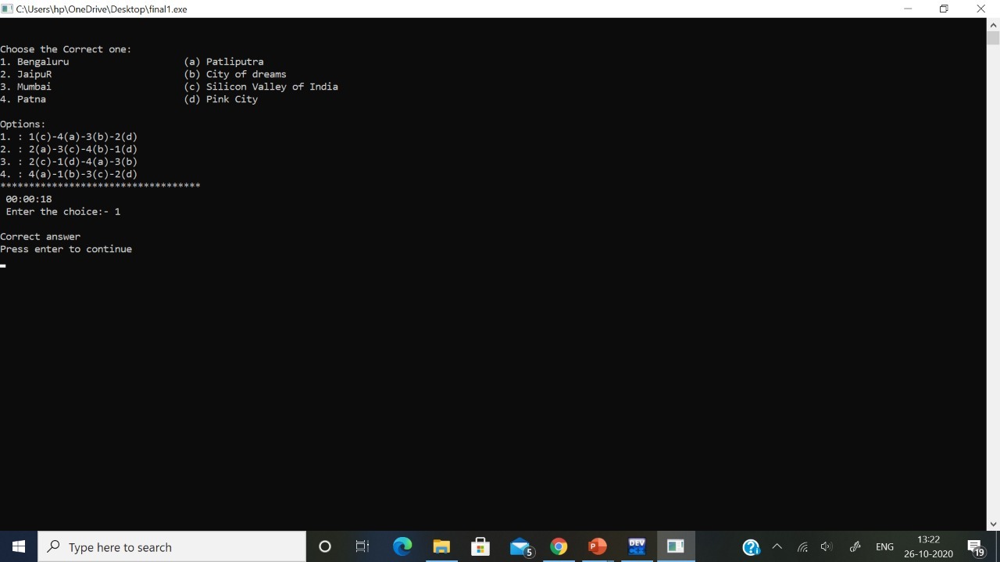 C:\Users\hp\OneDrive\Desktop\final1.exe
Choose the Correct one:
1. Bengaluru (a) Patliputra
2. JaipuR (b) City of dreams
3. Mumbai (c) Silicon Valley of India
4. Patna (d) Pink City
Options:
1. : 1(c)-4(a)-3(b)-2(d)
2. : 2(a)-3(c)-4(b)-1(d)
3. : 2(c)-1(d)-4(a)-3(b)
4. : 4(a)-1(b)-3(c)-2(d)
***********************************
00:00:18
Enter the choice:- 1
Correct answer
Press enter to continue
Type here to search
5
P
DEV
C++
ENG
13:22
26-10-2020
19